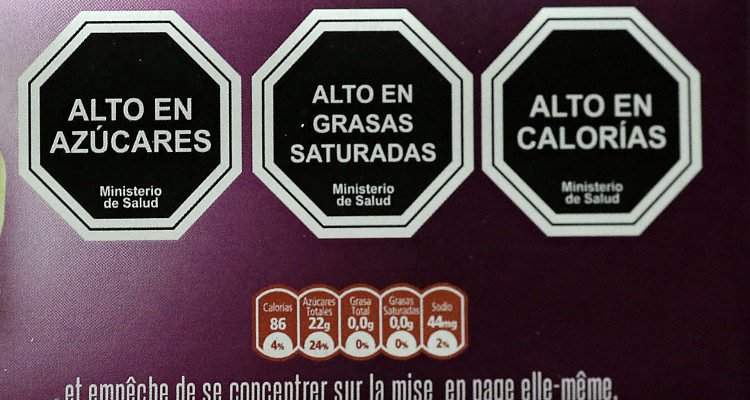 ALTO EN
AZÚCARES
Ministerio
de Salud
ALTO EN
GRASAS
SATURADAS
Ministerio
de Salud
ALTO EN
CALORÍAS
Ministerio
de Salud
Calorías
86
4%
Azúcares
Totales
22g
24%
Grasa
Total
0,0g
0%
Grasas
Saturadas
0,0g
0%
Sodio
44mg
2%
et empêche de se concentrer sur la mise en page elle-même.